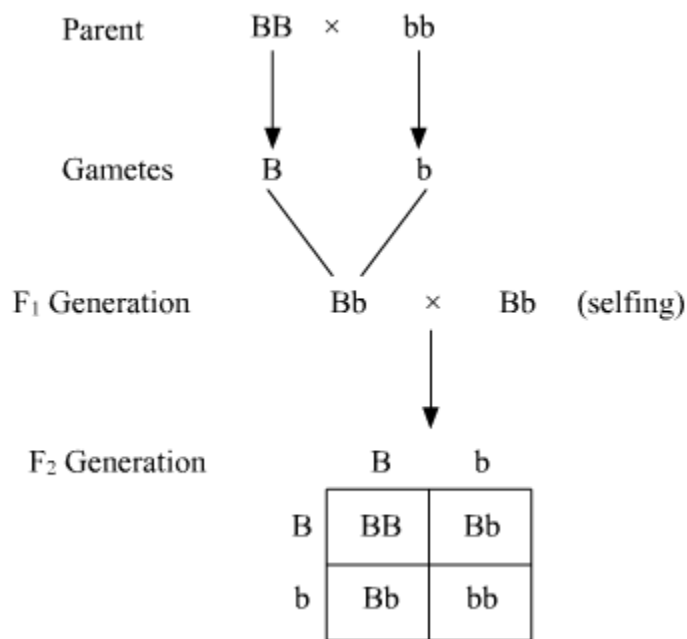 Parent BB × bb
Gametes B b
F₁ Generation Bb × Bb (selfing)
F₂ Generation B b
B BB Bb
b Bb bb